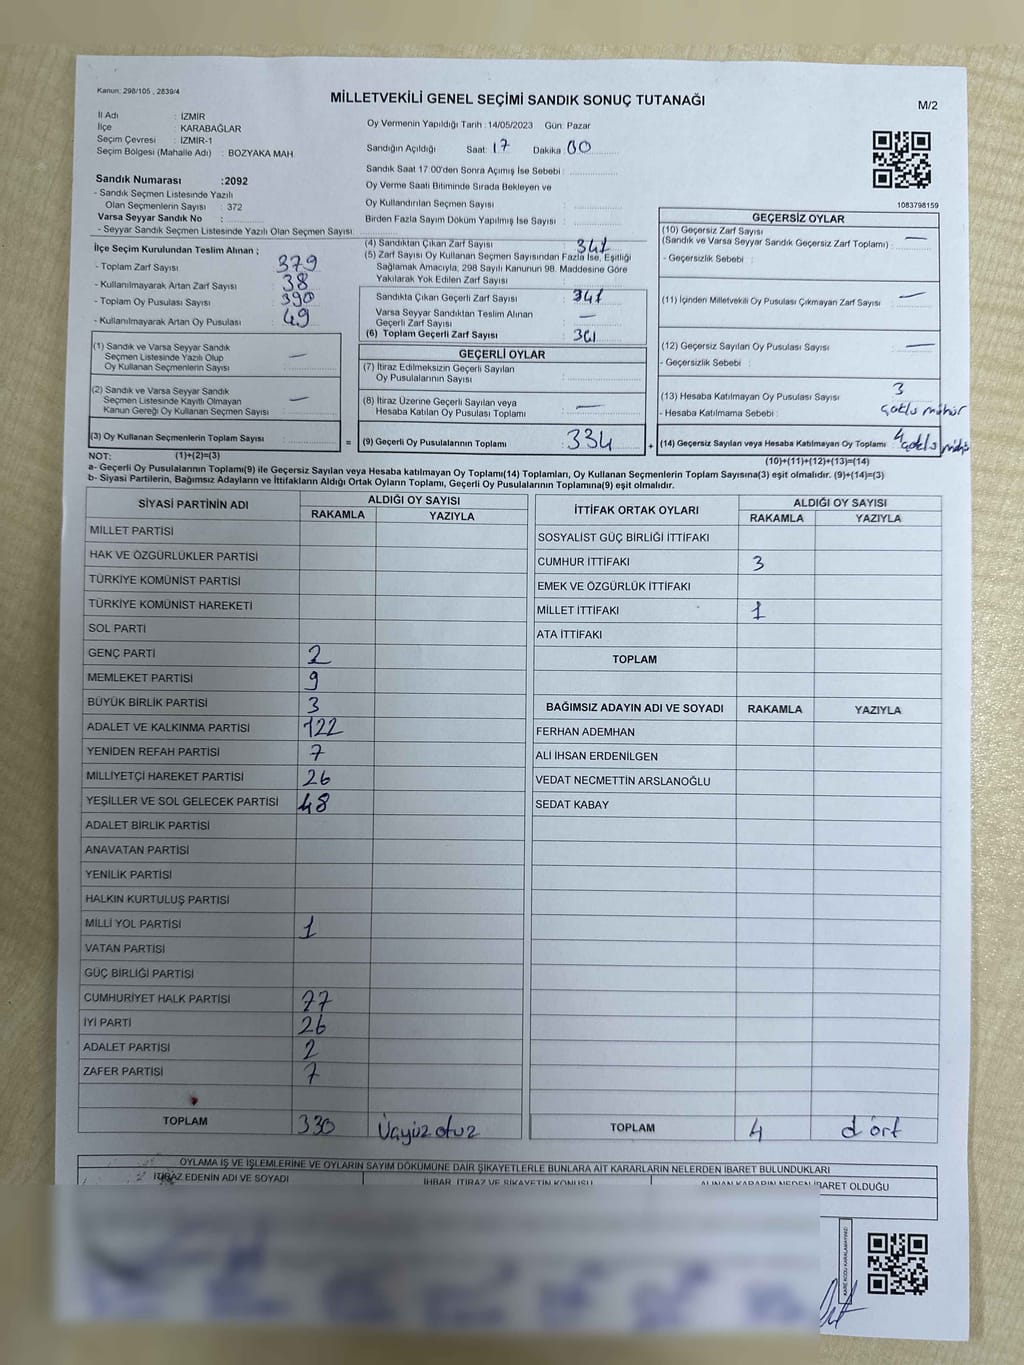 Kanun: 298/105 , 2839/4
MİLLETVEKİLİ GENEL SEÇİMİ SANDIK SONUÇ TUTANAĞI
M/2
İl Adı : İZMİR
İlçe : KARABAĞLAR
Seçim Çevresi : İZMİR-1
Seçim Bölgesi (Mahalle Adı) : BOZYAKA MAH
Sandık Numarası :2092
- Sandık Seçmen Listesinde Yazılı
Olan Seçmenlerin Sayısı : 372
Varsa Seyyar Sandık No :
- Seyyar Sandık Seçmen Listesinde Yazılı Olan Seçmen Sayısı:
Oy Vermenin Yapıldığı Tarih : 14/05/2023 Gün: Pazar
Sandığın Açıldığı Saat: 17 Dakika : 00
Sandık Saat 17:00'den Sonra Açımış İse Sebebi :
Oy Verme Saati Bitiminde Sırada Bekleyen ve
Oy Kullandırılan Seçmen Sayısı :
Birden Fazla Sayım Döküm Yapılmış İse Sayısı :
1083798159
İlçe Seçim Kurulundan Teslim Alınan ;
- Toplam Zarf Sayısı : 379
- Kullanılmayarak Artan Zarf Sayısı : 38
- Toplam Oy Pusulası Sayısı : 390
- Kullanılmayarak Artan Oy Pusulası : 49
(1) Sandık ve Varsa Seyyar Sandık
Seçmen Listesinde Yazılı Olup
Oy Kullanan Seçmenlerin Sayısı : —
(2) Sandık ve Varsa Seyyar Sandık
Seçmen Listesinde Kayıtlı Olmayan
Kanun Gereği Oy Kullanan Seçmen Sayısı : —
(3) Oy Kullanan Seçmenlerin Toplam Sayısı :
(1)+(2)=(3)
(4) Sandıktan Çıkan Zarf Sayısı : 341
(5) Zarf Sayısı Oy Kullanan Seçmen Sayısından Fazla İse, Eşitliği
Sağlamak Amacıyla, 298 Sayılı Kanunun 98. Maddesine Göre
Yakılarak Yok Edilen Zarf Sayısı :
Sandıkta Çıkan Geçerli Zarf Sayısı : 341
Varsa Seyyar Sandıktan Teslim Alınan
Geçerli Zarf Sayısı : —
(6) Toplam Geçerli Zarf Sayısı : 341
GEÇERLİ OYLAR
(7) İtiraz Edilmeksizin Geçerli Sayılan
Oy Pusulalarının Sayısı :
(8) İtiraz Üzerine Geçerli Sayılan veya
Hesaba Katılan Oy Pusulası Toplamı : —
= (9) Geçerli Oy Pusulalarının Toplamı : 334 +
GEÇERSİZ OYLAR
(10) Geçersiz Zarf Sayısı
(Sandık ve Varsa Seyyar Sandık Geçersiz Zarf Toplamı) : —
- Geçersizlik Sebebi :
(11) İçinden Milletvekili Oy Pusulası Çıkmayan Zarf Sayısı : —
(12) Geçersiz Sayılan Oy Pusulası Sayısı : —
- Geçersizlik Sebebi :
(13) Hesaba Katılmayan Oy Pusulası Sayısı : 3
- Hesaba Katılmama Sebebi : çoklu mühür
(14) Geçersiz Sayılan veya Hesaba Katılmayan Oy Toplamı : 4 çoklu mühür
(10)+(11)+(12)+(13)=(14)
NOT:
a- Geçerli Oy Pusulalarının Toplamı(9) ile Geçersiz Sayılan veya Hesaba katılmayan Oy Toplamı(14) Toplamları, Oy Kullanan Seçmenlerin Toplam Sayısına(3) eşit olmalıdır. (9)+(14)=(3)
b- Siyasi Partilerin, Bağımsız Adayların ve İttifakların Aldığı Ortak Oyların Toplamı, Geçerli Oy Pusulalarının Toplamına(9) eşit olmalıdır.
SİYASİ PARTİNİN ADI ALDIĞI OY SAYISI
RAKAMLA YAZIYLA
MİLLET PARTİSİ
HAK VE ÖZGÜRLÜKLER PARTİSİ
TÜRKİYE KOMÜNİST PARTİSİ
TÜRKİYE KOMÜNİST HAREKETİ
SOL PARTİ
GENÇ PARTİ 2
MEMLEKET PARTİSİ 9
BÜYÜK BİRLİK PARTİSİ 3
ADALET VE KALKINMA PARTİSİ 122
YENİDEN REFAH PARTİSİ 7
MİLLİYETÇİ HAREKET PARTİSİ 26
YEŞİLLER VE SOL GELECEK PARTİSİ 48
ADALET BİRLİK PARTİSİ
ANAVATAN PARTİSİ
YENİLİK PARTİSİ
HALKIN KURTULUŞ PARTİSİ
MİLLİ YOL PARTİSİ 1
VATAN PARTİSİ
GÜÇ BİRLİĞİ PARTİSİ
CUMHURİYET HALK PARTİSİ 77
İYİ PARTİ 26
ADALET PARTİSİ 2
ZAFER PARTİSİ 7
TOPLAM 330 Üçyüz otuz
İTTİFAK ORTAK OYLARI ALDIĞI OY SAYISI
RAKAMLA YAZIYLA
SOSYALIST GÜÇ BİRLİĞİ İTTİFAKI
CUMHUR İTTİFAKI 3
EMEK VE ÖZGÜRLÜK İTTİFAKI
MİLLET İTTİFAKI 1
ATA İTTİFAKI
TOPLAM
BAĞIMSIZ ADAYIN ADI VE SOYADI RAKAMLA YAZIYLA
FERHAN ADEMHAN
ALİ İHSAN ERDENİLGEN
VEDAT NECMETTİN ARSLANOĞLU
SEDAT KABAY
TOPLAM 4 dört
OYLAMA İŞ VE İŞLEMLERİNE VE OYLARIN SAYIM DÖKÜMÜNE DAİR ŞİKAYETLERLE BUNLARA AİT KARARLARIN NELERDEN İBARET BULUNDUKLARI
İTİRAZ EDENİN ADI VE SOYADI İHBAR, İTİRAZ VE ŞİKAYETİN KONUSU ALINAN KARARIN NEDEN İBARET OLDUĞU